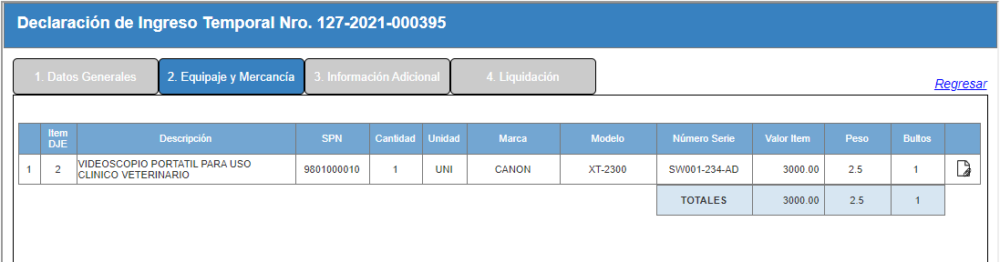 Declaración de Ingreso Temporal Nro. 127-2021-000395
1. Datos Generales 2. Equipaje y Mercancía 3. Información Adicional 4. Liquidación
Regresar
Item DJE Descripción SPN Cantidad Unidad Marca Modelo Número Serie Valor Item Peso Bultos
1 2 VIDEOSCOPIO PORTATIL PARA USO CLINICO VETERINARIO 9801000010 1 UNI CANON XT-2300 SW001-234-AD 3000.00 2.5 1
TOTALES 3000.00 2.5 1